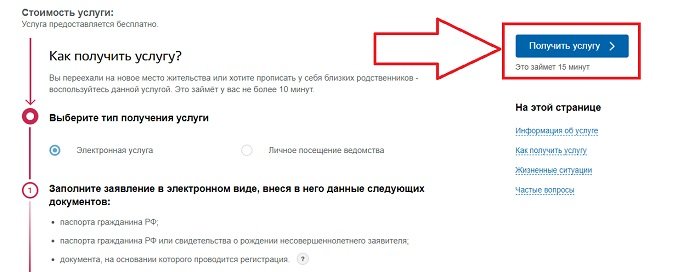 Стоимость услуги:
Услуга предоставляется бесплатно.
Как получить услугу?
Вы переехали на новое место жительства или хотите прописать у себя близких родственников -
воспользуйтесь данной услугой. Это займёт у вас не более 10 минут.
Выберите тип получения услуги
Электронная услуга
Личное посещение ведомства
1
Заполните заявление в электронном виде, внеся в него данные следующих
документов:
• паспорта гражданина РФ;
• паспорта гражданина РФ или свидетельства о рождении несовершеннолетнего заявителя;
• документа, на основании которого проводится регистрация. ?
Получить услугу >
Это займет 15 минут
На этой странице
Информация об услуге
Как получить услугу
Жизненные ситуации
Частые вопросы